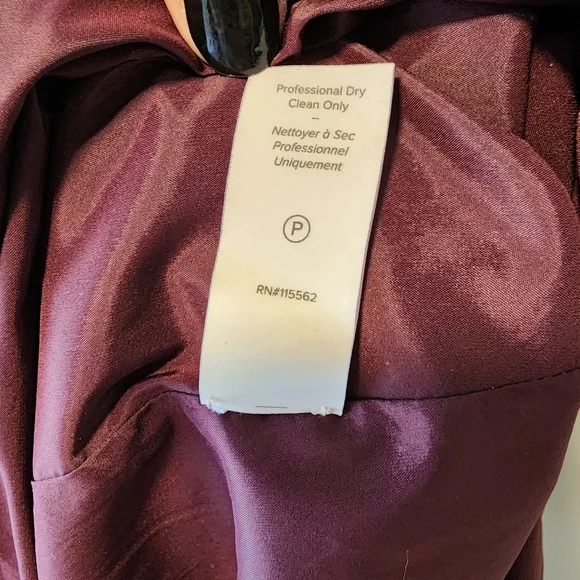 Professional Dry
Clean Only
–
Nettoyer à Sec
Professionnel
Uniquement
P
RN#115562